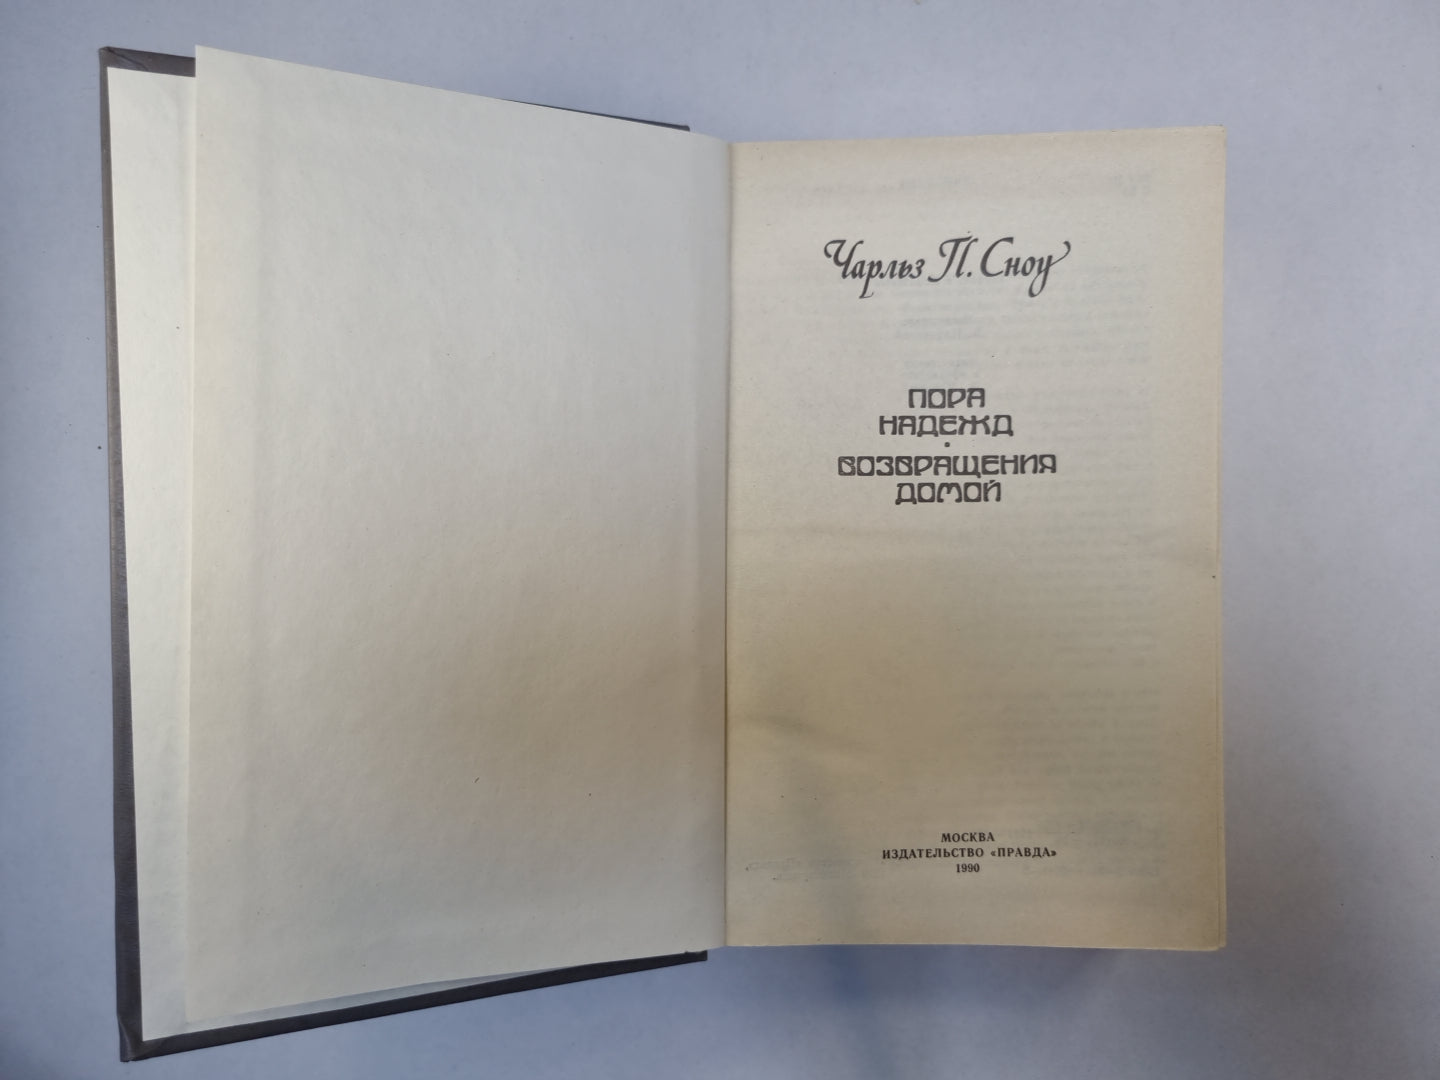 Чарльз П. Сноу
ПОРА
НАДЕЖД
•
ВОЗВРАЩЕНИЯ
ДОМОЙ
МОСКВА
ИЗДАТЕЛЬСТВО «ПРАВДА»
1990